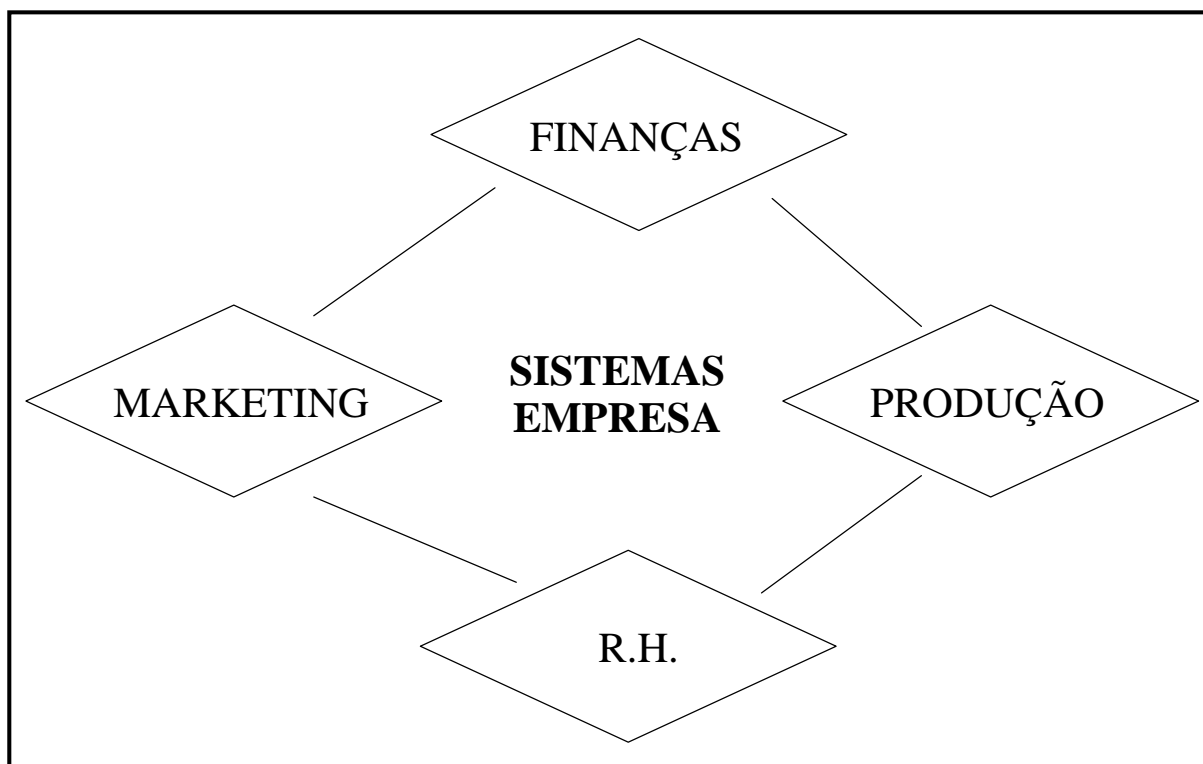 FINANÇAS
MARKETING
SISTEMAS
EMPRESA
PRODUÇÃO
R.H.